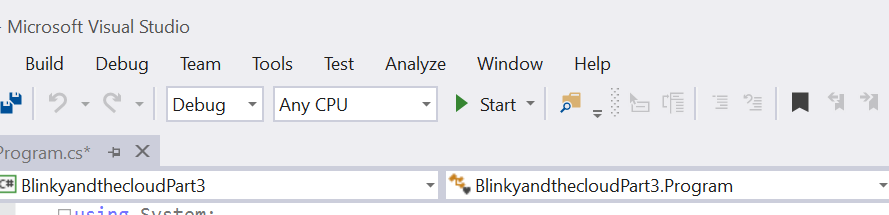 - Microsoft Visual Studio
Build Debug Team Tools Test Analyze Window Help
Debug Any CPU Start
Program.cs*
C# BlinkyandthecloudPart3 BlinkyandthecloudPart3.Program
using System;